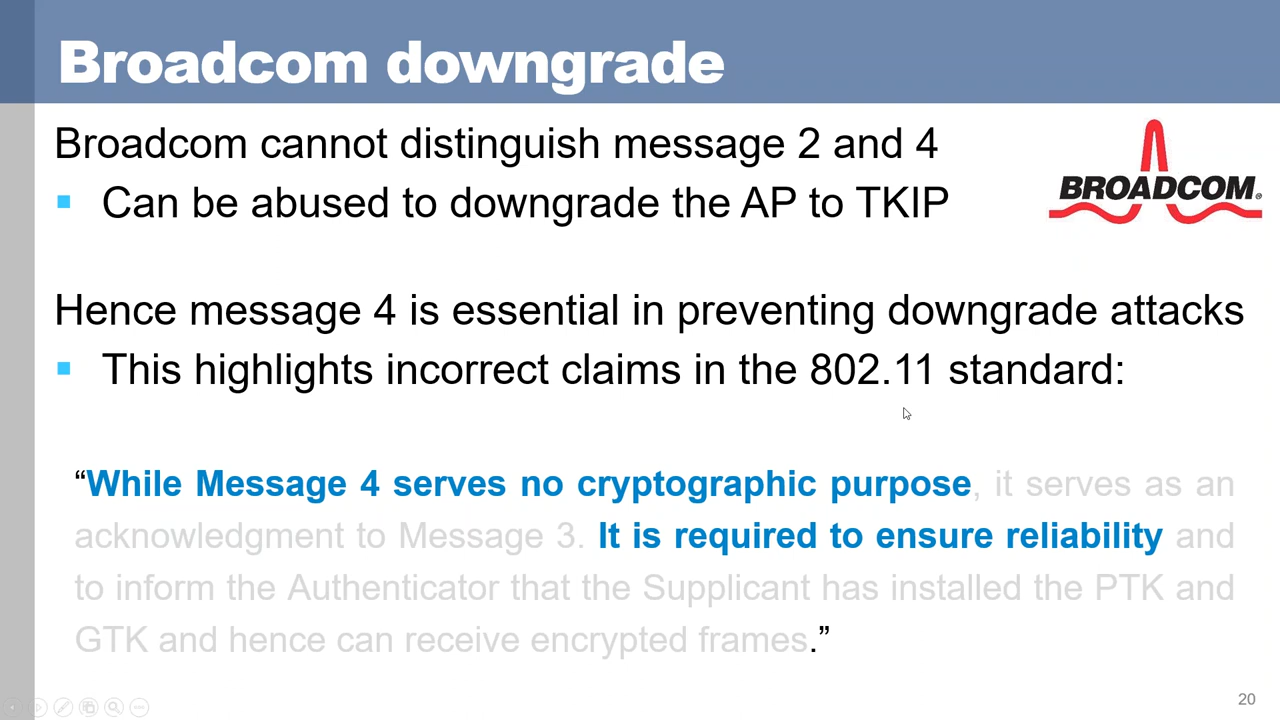 Broadcom downgrade
Broadcom cannot distinguish message 2 and 4
▪ Can be abused to downgrade the AP to TKIP
BROADCOM®
Hence message 4 is essential in preventing downgrade attacks
▪ This highlights incorrect claims in the 802.11 standard:
“While Message 4 serves no cryptographic purpose, it serves as an
acknowledgment to Message 3. It is required to ensure reliability and
to inform the Authenticator that the Supplicant has installed the PTK and
GTK and hence can receive encrypted frames.”
20